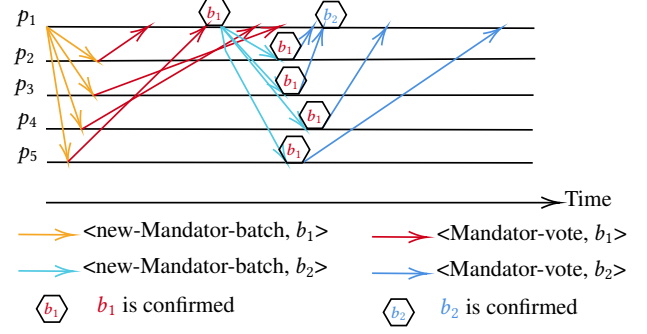 p1 b1 b2
p2 b1
p3 b1
p4 b1
p5 b1
Time
<new-Mandator-batch, b1> <Mandator-vote, b1>
<new-Mandator-batch, b2> <Mandator-vote, b2>
b1 b1 is confirmed b2 b2 is confirmed